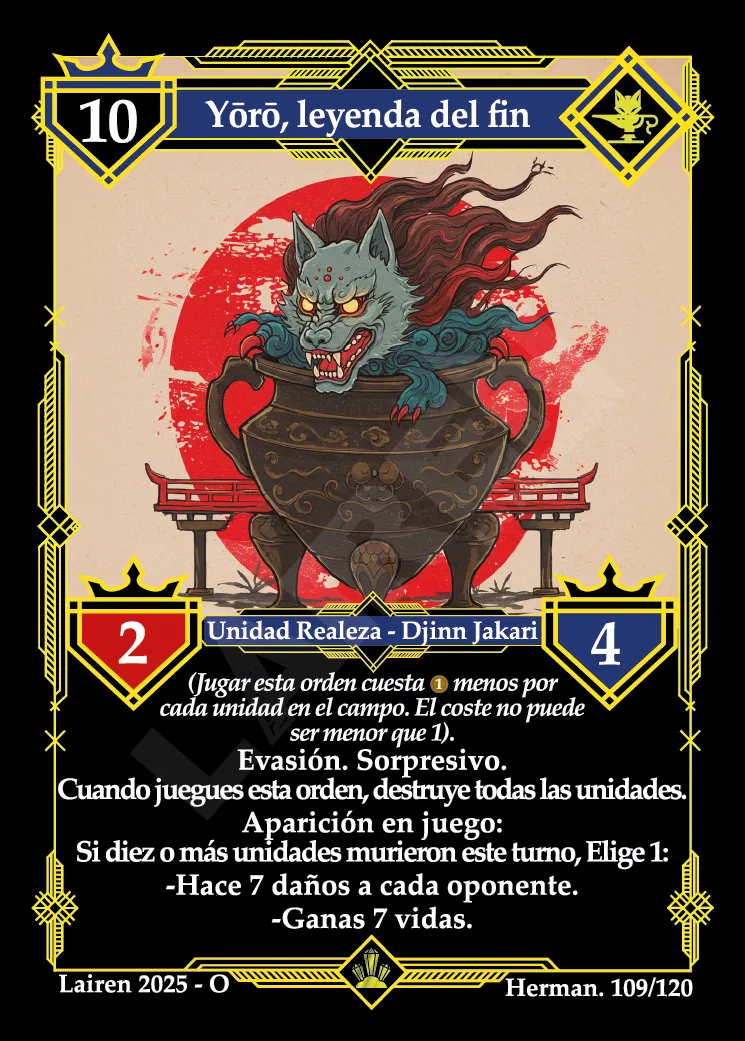 10
Yōrō, leyenda del fin
2
Unidad Realeza - Djinn Jakari
4
(Jugar esta orden cuesta 1 menos por
cada unidad en el campo. El coste no puede
ser menor que 1).
Evasión. Sorpresivo.
Cuando juegues esta orden, destruye todas las unidades.
Aparición en juego:
Si diez o más unidades murieron este turno, Elige 1:
-Hace 7 daños a cada oponente.
-Ganas 7 vidas.
Lairen 2025 - O
Herman. 109/120